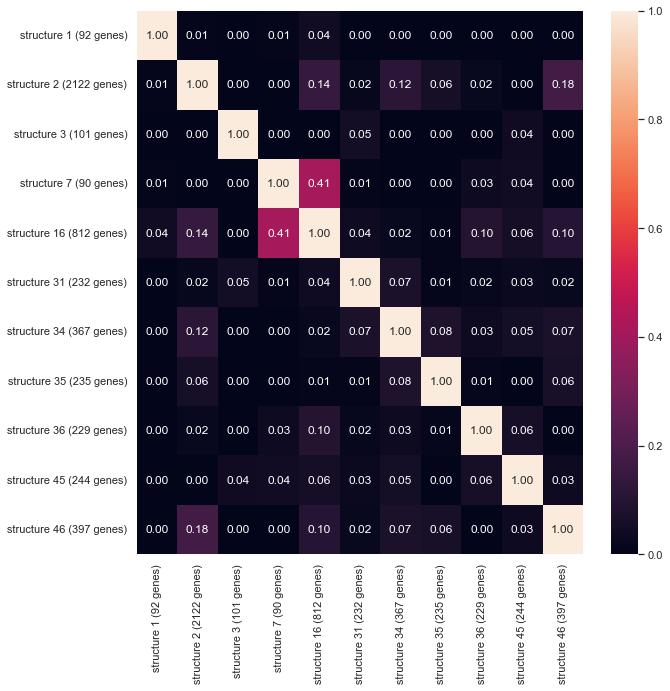 structure 1 (92 genes) 1.00 0.01 0.00 0.01 0.04 0.00 0.00 0.00 0.00 0.00 0.00
structure 2 (2122 genes) 0.01 1.00 0.00 0.00 0.14 0.02 0.12 0.06 0.02 0.00 0.18
structure 3 (101 genes) 0.00 0.00 1.00 0.00 0.00 0.05 0.00 0.00 0.00 0.04 0.00
structure 7 (90 genes) 0.01 0.00 0.00 1.00 0.41 0.01 0.00 0.00 0.03 0.04 0.00
structure 16 (812 genes) 0.04 0.14 0.00 0.41 1.00 0.04 0.02 0.01 0.10 0.06 0.10
structure 31 (232 genes) 0.00 0.02 0.05 0.01 0.04 1.00 0.07 0.01 0.02 0.03 0.02
structure 34 (367 genes) 0.00 0.12 0.00 0.00 0.02 0.07 1.00 0.08 0.03 0.05 0.07
structure 35 (235 genes) 0.00 0.06 0.00 0.00 0.01 0.01 0.08 1.00 0.01 0.00 0.06
structure 36 (229 genes) 0.00 0.02 0.00 0.03 0.10 0.02 0.03 0.01 1.00 0.06 0.00
structure 45 (244 genes) 0.00 0.00 0.04 0.04 0.06 0.03 0.05 0.00 0.06 1.00 0.03
structure 46 (397 genes) 0.00 0.18 0.00 0.00 0.10 0.02 0.07 0.06 0.00 0.03 1.00
structure 1 (92 genes)
structure 2 (2122 genes)
structure 3 (101 genes)
structure 7 (90 genes)
structure 16 (812 genes)
structure 31 (232 genes)
structure 34 (367 genes)
structure 35 (235 genes)
structure 36 (229 genes)
structure 45 (244 genes)
structure 46 (397 genes)
1.0
0.8
0.6
0.4
0.2
0.0